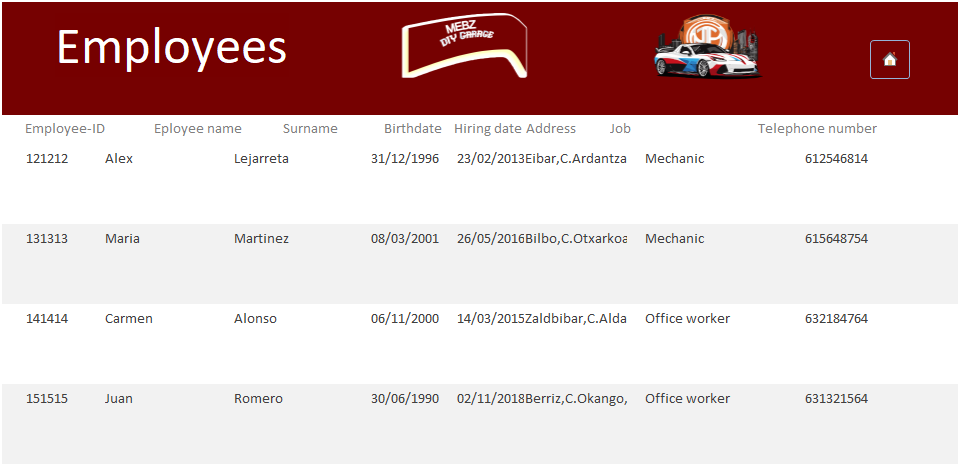 Employees
MEBZ
DIY GARAGE
Employee-ID Eployee name Surname Birthdate Hiring date Address Job Telephone number
121212 Alex Lejarreta 31/12/1996 23/02/2013 Eibar,C.Ardantza Mechanic 612546814
131313 Maria Martinez 08/03/2001 26/05/2016 Bilbo,C.Otxarkoa Mechanic 615648754
141414 Carmen Alonso 06/11/2000 14/03/2015 Zaldbibar,C.Alda Office worker 632184764
151515 Juan Romero 30/06/1990 02/11/2018 Berriz,C.Okango, Office worker 631321564